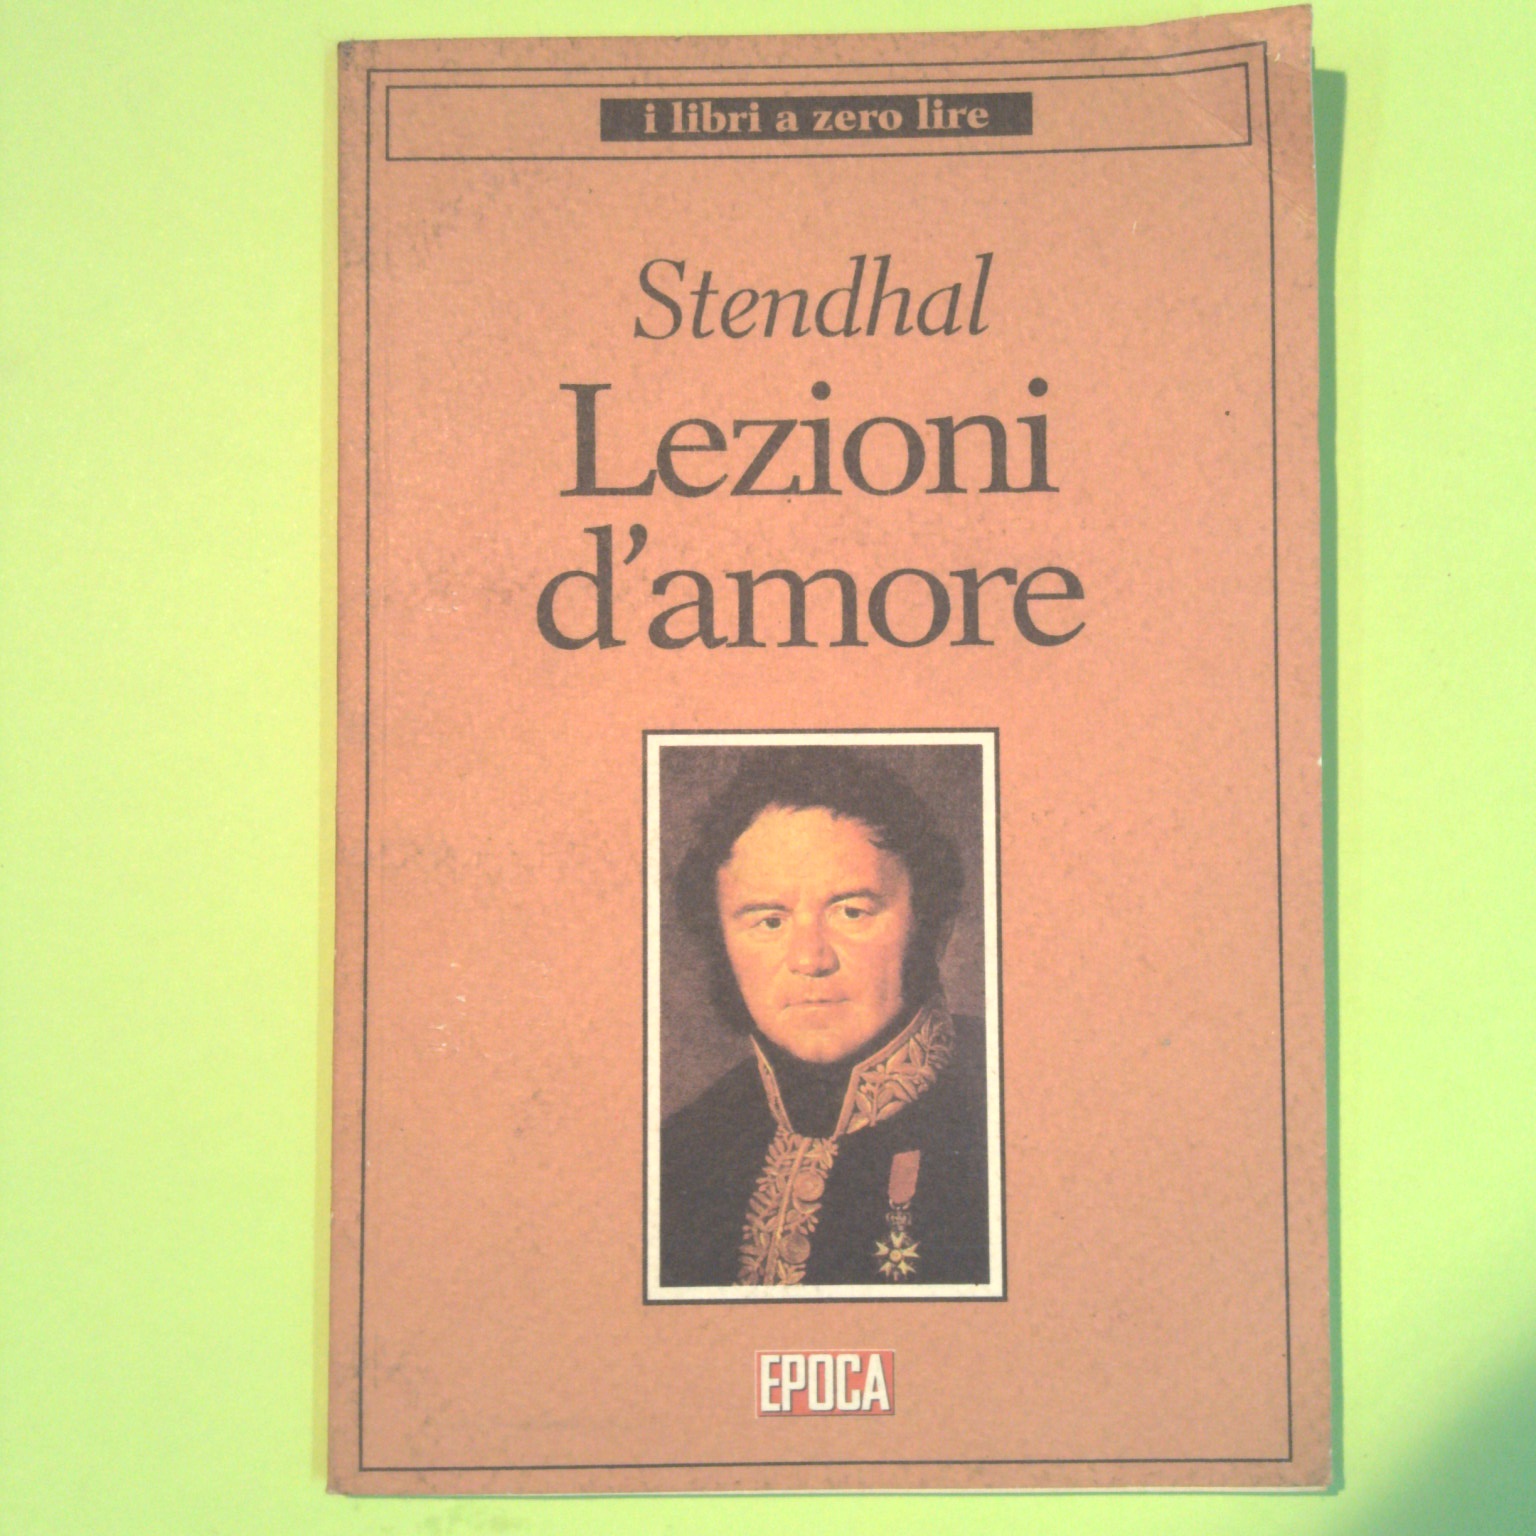 i libri a zero lire
Stendhal
Lezioni
d'amore
EPOCA